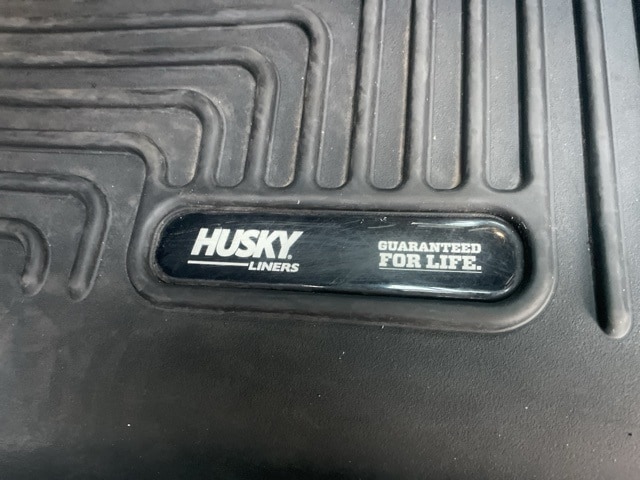 HUSKY®
LINERS
GUARANTEED
FOR LIFE.